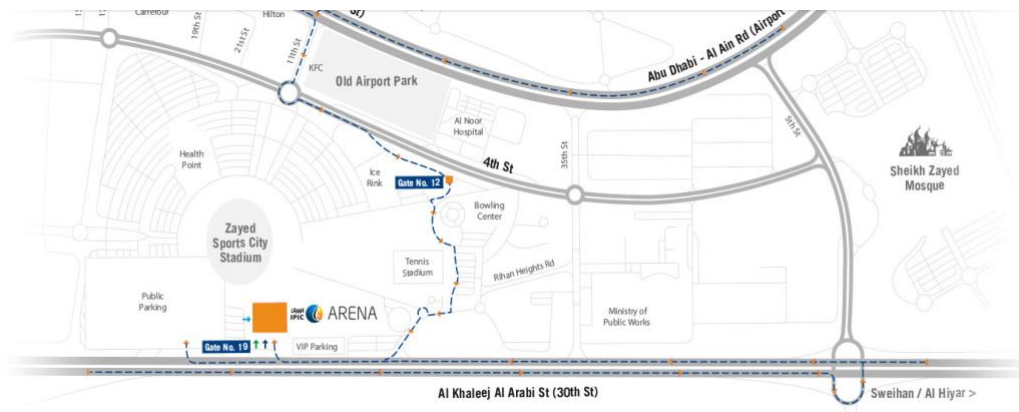 Carrefour
19th St
21st St
Hilton
11th St
KFC
Old Airport Park
Abu Dhabi - Al Ain Rd (Airport
Al Noor
Hospital
4th St
35th St
5th St
Sheikh Zayed
Mosque
Health
Point
Ice
Rink
Gate No. 12
Bowling
Center
Zayed
Sports City
Stadium
Tennis
Stadium
Rihan Heights Rd
Public
Parking
IPIC ARENA
Ministry of
Public Works
Gate No. 19
VIP Parking
Al Khaleej Al Arabi St (30th St)
Sweihan / Al Hiyar >